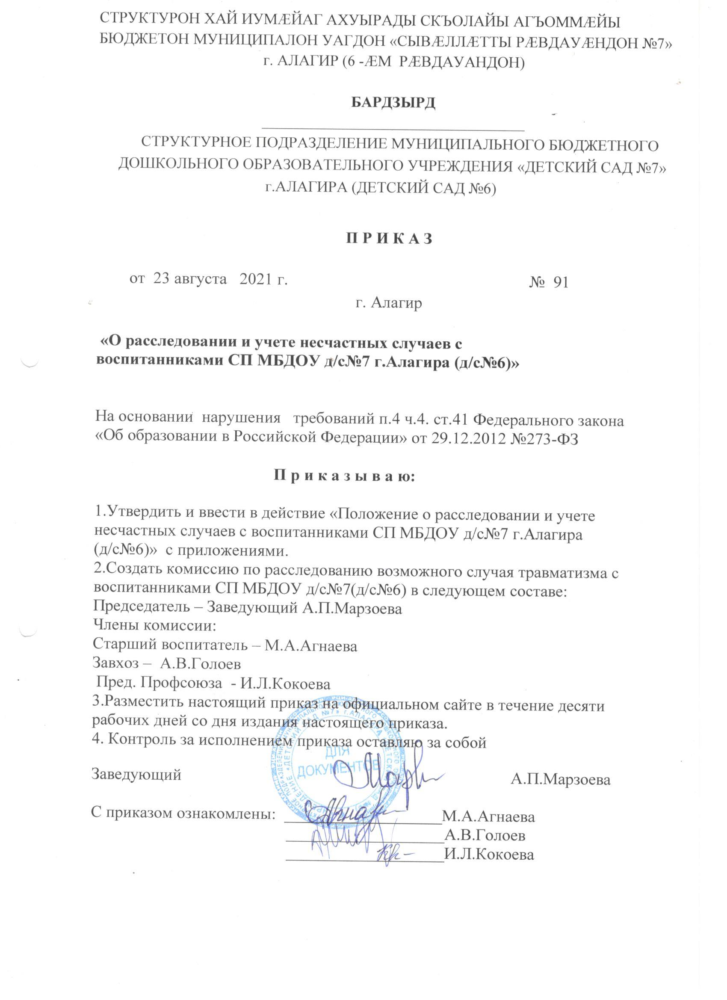 СТРУКТУРОН ХАЙ ИУМÆЙАГ АХУЫРАДЫ СКЪОЛАЙЫ АГЪОММÆЙЫ
БЮДЖЕТОН МУНИЦИПАЛОН УАГДОН «СЫВÆЛЛÆТТЫ РÆВДАУÆНДОН №7»
г. АЛАГИР (6 -ÆМ РÆВДАУАНДОН)
БАРДЗЫРД
СТРУКТУРНОЕ ПОДРАЗДЕЛЕНИЕ МУНИЦИПАЛЬНОГО БЮДЖЕТНОГО
ДОШКОЛЬНОГО ОБРАЗОВАТЕЛЬНОГО УЧРЕЖДЕНИЯ «ДЕТСКИЙ САД №7»
г.АЛАГИРА (ДЕТСКИЙ САД №6)
П Р И К А З
от 23 августа 2021 г. № 91
г. Алагир
«О расследовании и учете несчастных случаев с
воспитанниками СП МБДОУ д/с№7 г.Алагира (д/с№6)»
На основании нарушения требований п.4 ч.4. ст.41 Федерального закона
«Об образовании в Российской Федерации» от 29.12.2012 №273-ФЗ
П р и к а з ы в а ю:
1.Утвердить и ввести в действие «Положение о расследовании и учете
несчастных случаев с воспитанниками СП МБДОУ д/с№7 г.Алагира
(д/с№6)» с приложениями.
2.Создать комиссию по расследованию возможного случая травматизма с
воспитанниками СП МБДОУ д/с№7(д/с№6) в следующем составе:
Председатель – Заведующий А.П.Марзоева
Члены комиссии:
Старший воспитатель – М.А.Агнаева
Завхоз – А.В.Голоев
Пред. Профсоюза - И.Л.Кокоева
3.Разместить настоящий приказ на официальном сайте в течение десяти
рабочих дней со дня издания настоящего приказа.
4. Контроль за исполнением приказа оставляю за собой
ДЛЯ
ДОКУМЕНТОВ
Заведующий А.П.Марзоева
С приказом ознакомлены: М.А.Агнаева
А.В.Голоев
И.Л.Кокоева